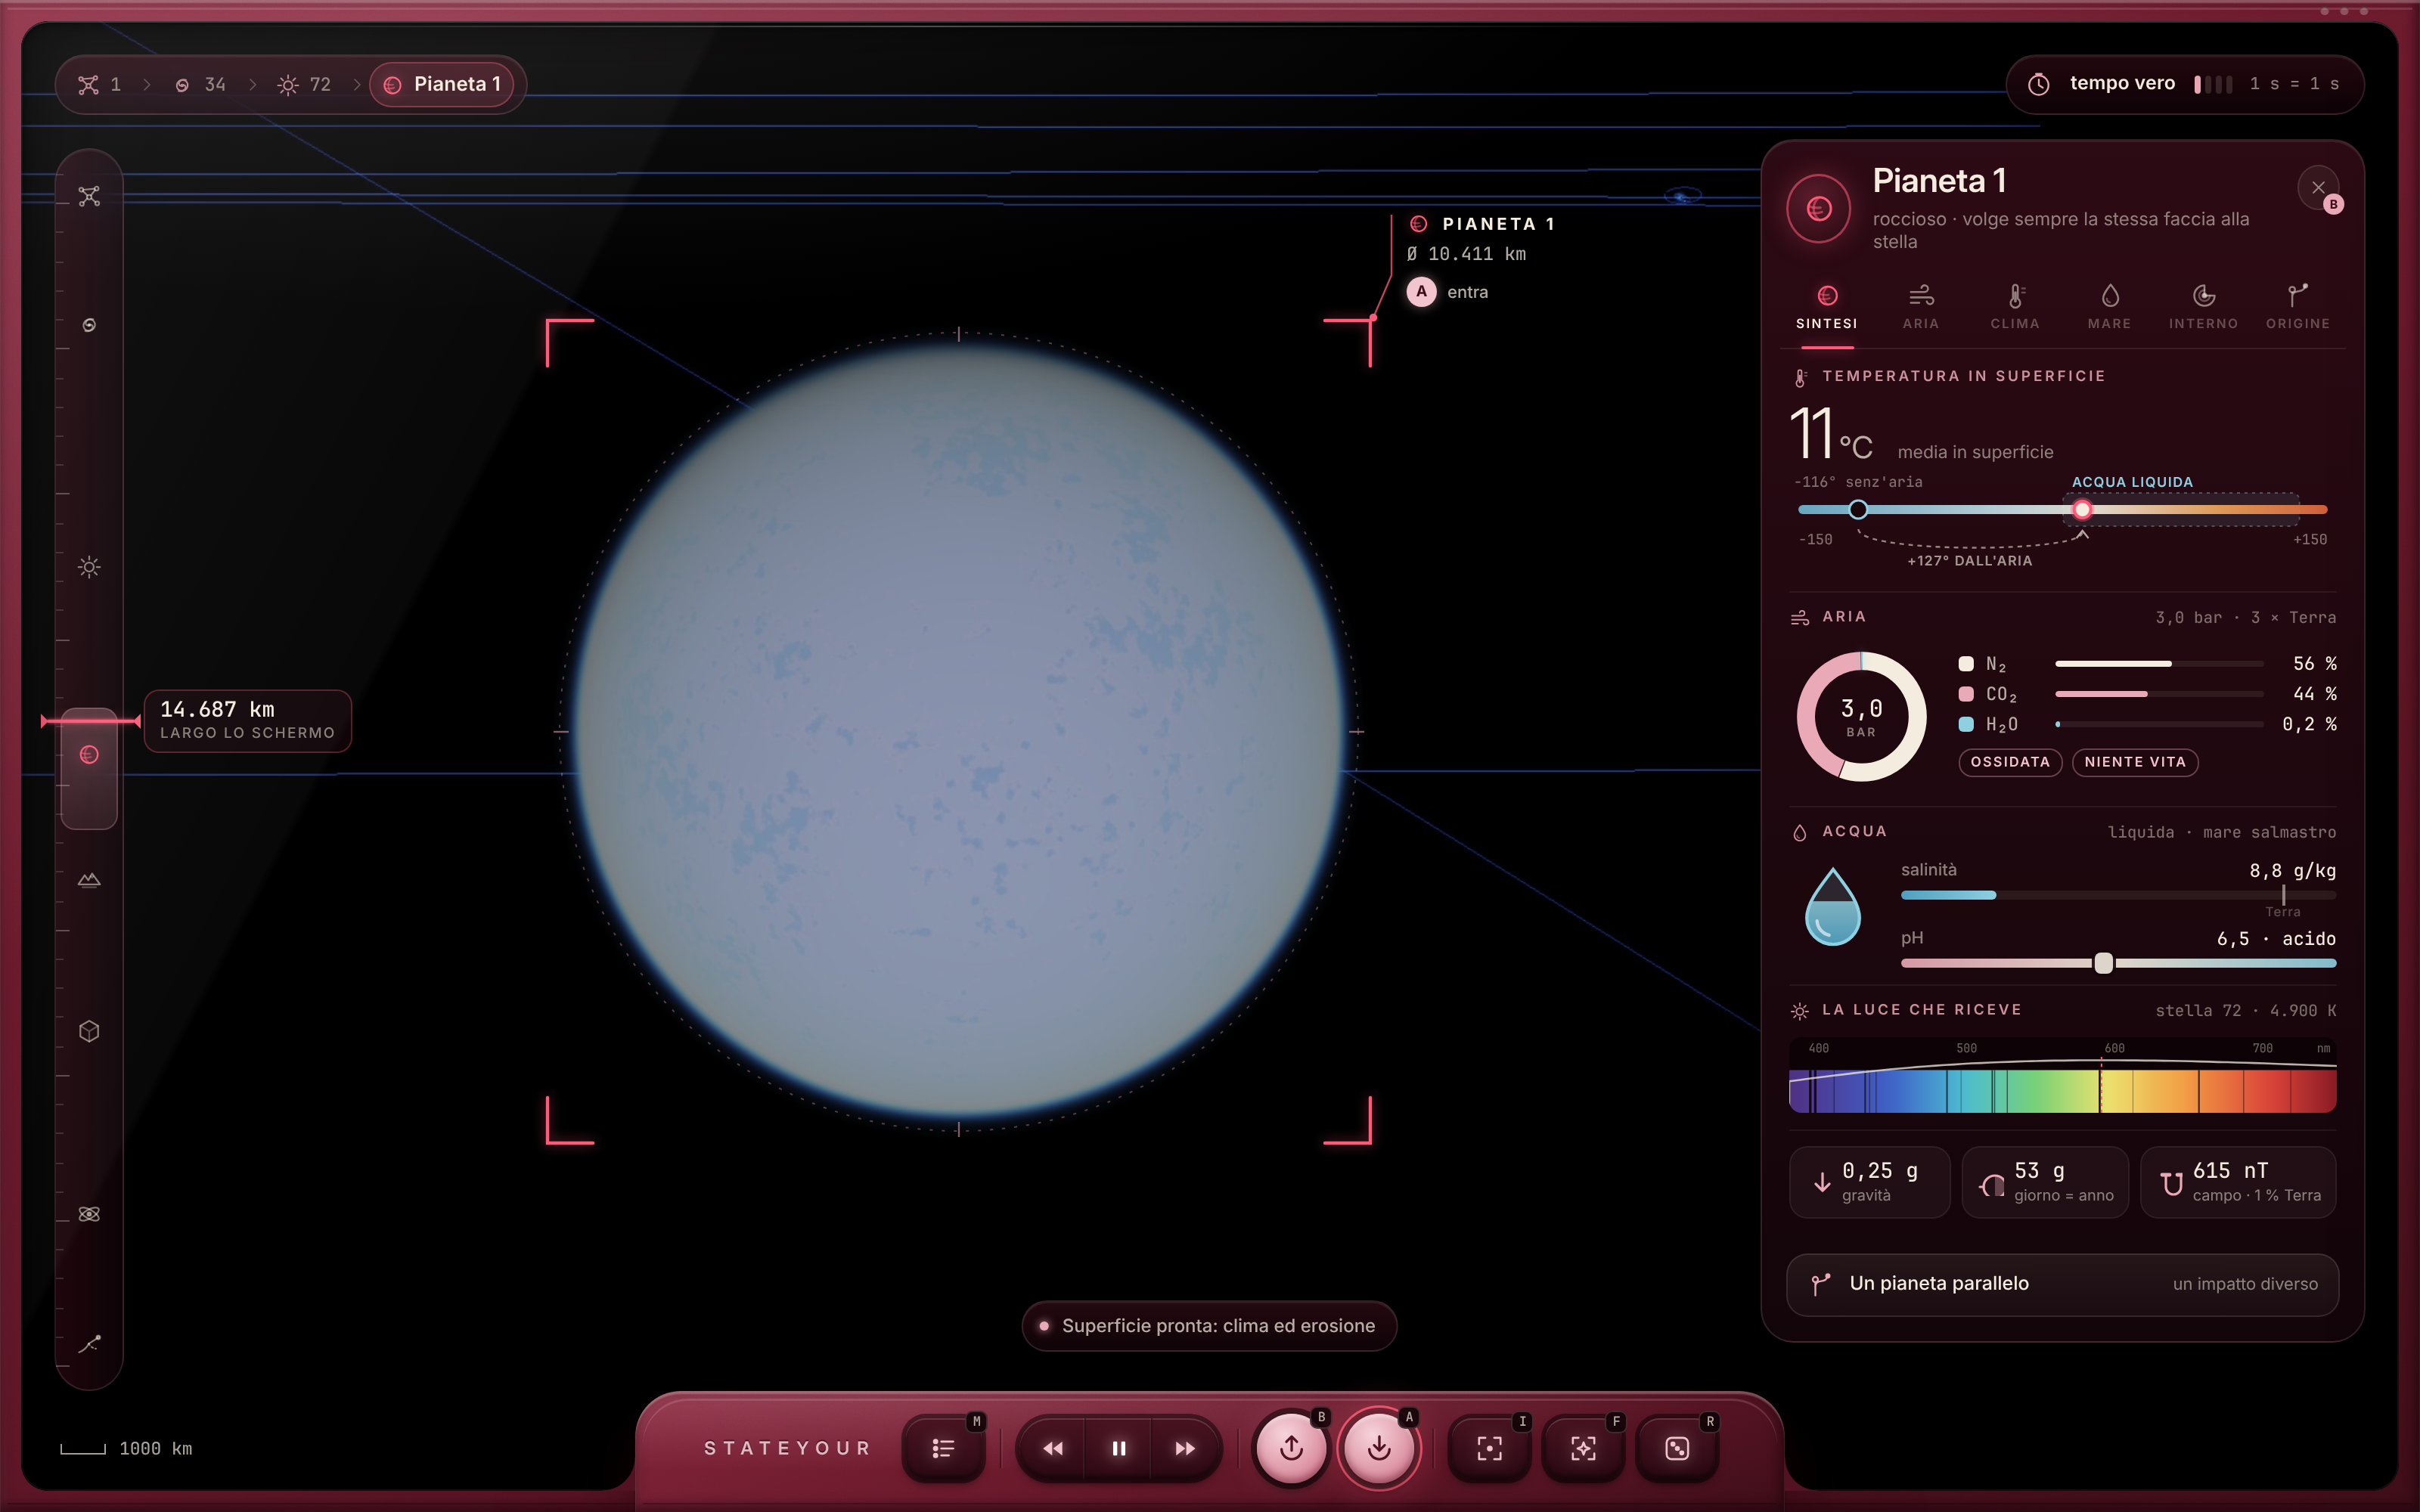 1
34
72
Pianeta 1
tempo vero
1 s = 1 s
PIANETA 1
Ø 10.411 km
A entra
14.687 km
LARGO LO SCHERMO
1000 km
Pianeta 1
B
roccioso · volge sempre la stessa faccia alla
stella
SINTESI ARIA CLIMA MARE INTERNO ORIGINE
TEMPERATURA IN SUPERFICIE
11 °C media in superficie
-116° senz'aria ACQUA LIQUIDA
-150 +150
+127° DALL'ARIA
ARIA 3,0 bar · 3 × Terra
3,0
BAR
N₂ 56 %
CO₂ 44 %
H₂O 0,2 %
OSSIDATA NIENTE VITA
ACQUA liquida · mare salmastro
salinità 8,8 g/kg
Terra
pH 6,5 · acido
LA LUCE CHE RICEVE stella 72 · 4.900 K
400 500 600 700 nm
0,25 g
gravità
53 g
giorno = anno
615 nT
campo · 1 % Terra
Un pianeta parallelo un impatto diverso
Superficie pronta: clima ed erosione
STATEYOUR
M
B
A
I
F
R